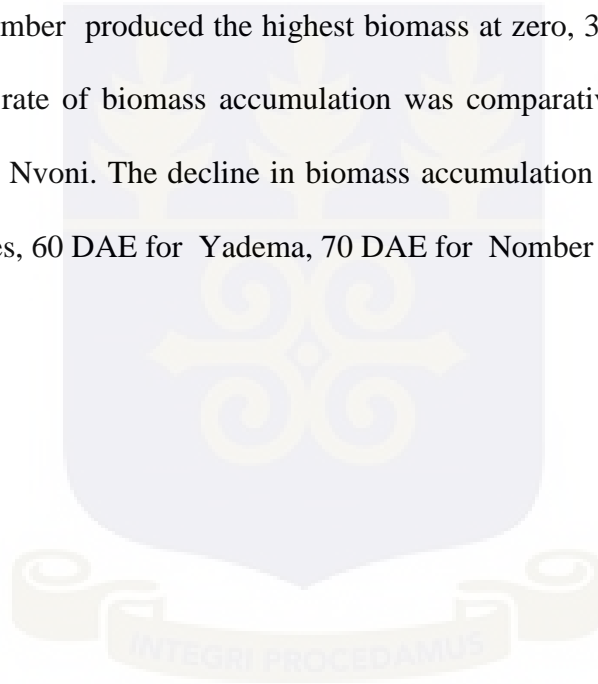 mber produced the highest biomass at zero, 3
rate of biomass accumulation was comparativ
Nvoni. The decline in biomass accumulation
es, 60 DAE for Yadema, 70 DAE for Nomber
INTEGRI PROCEDAMUS